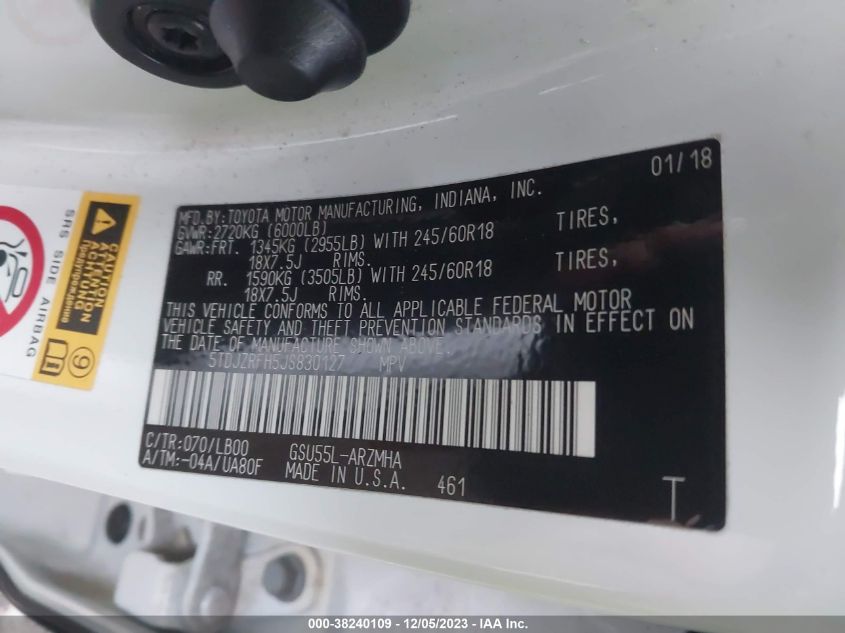 01/18
MFD.BY:TOYOTA MOTOR MANUFACTURING, INDIANA, INC.
GVWR:2720KG (6000LB)
GAWR:FRT. 1345KG (2955LB) WITH 245/60R18 TIRES,
18X7.5J RIMS.
RR. 1590KG (3505LB) WITH 245/60R18 TIRES,
18X7.5J RIMS.
THIS VEHICLE CONFORMS TO ALL APPLICABLE FEDERAL MOTOR
VEHICLE SAFETY AND THEFT PREVENTION STANDARDS IN EFFECT ON
THE DATE OF MANUFACTURE SHOWN ABOVE.
5TDJZRFH5JS830127 MPV
C/TR:070/LB00 GSU55L-ARZMHA
A/TM:-04A/UA80F MADE IN U.S.A. 461
T
SRS SIDE AIRBAG
CAUTION
ATTENTION
9
000-38240109 - 12/05/2023 - IAA Inc.